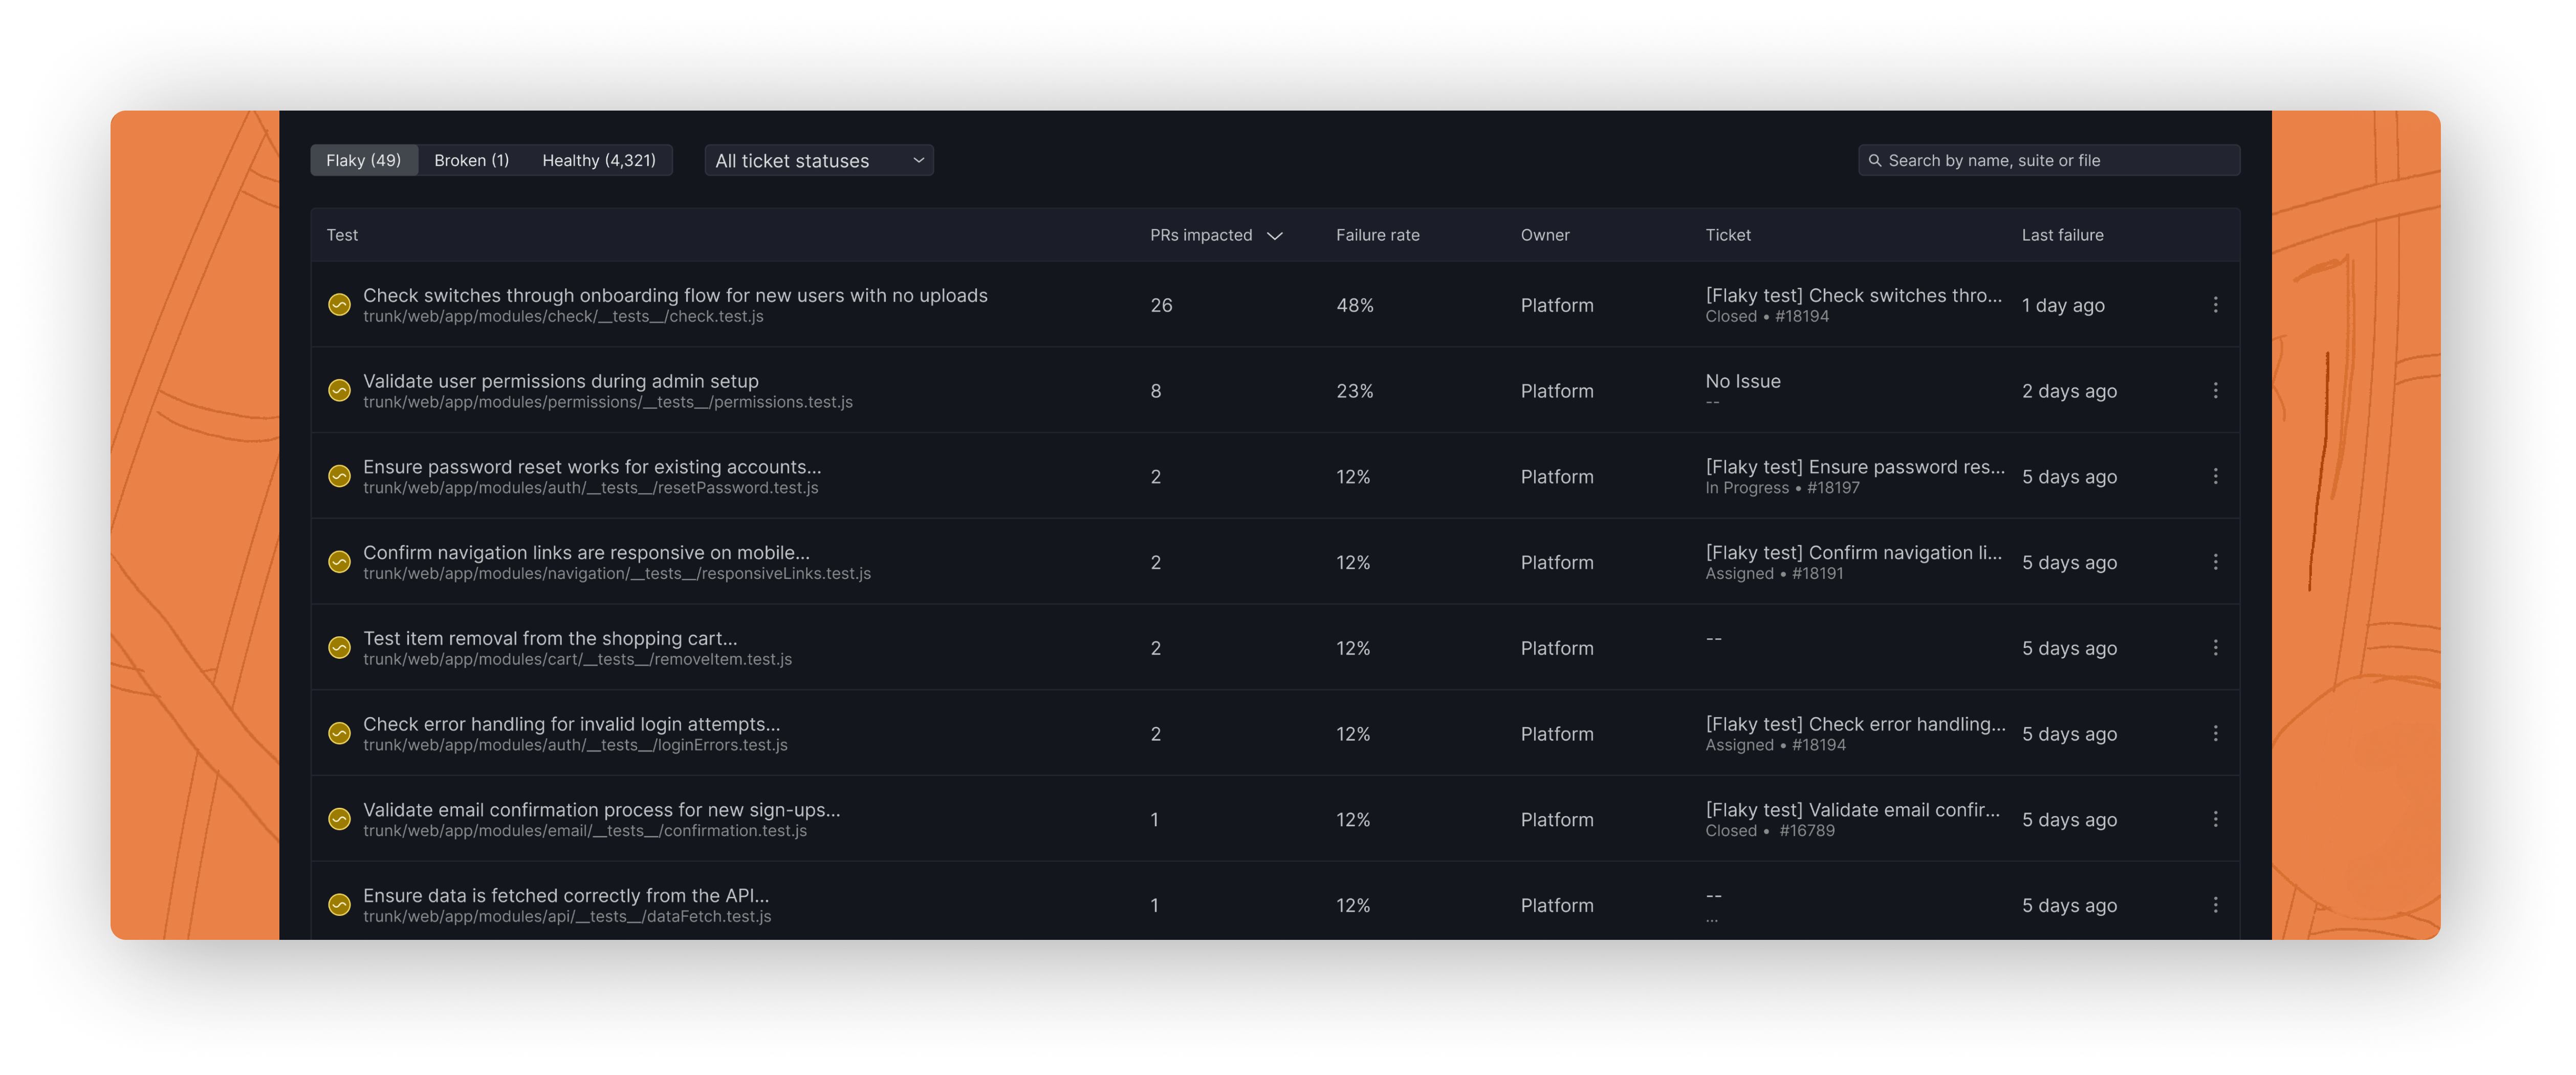 Flaky (49) Broken (1) Healthy (4,321) All ticket statuses Search by name, suite or file
Test PRs impacted Failure rate Owner Ticket Last failure
Check switches through onboarding flow for new users with no uploads 26 48% Platform [Flaky test] Check switches thro... 1 day ago
trunk/web/app/modules/check/__tests__/check.test.js Closed • #18194
Validate user permissions during admin setup 8 23% Platform No Issue 2 days ago
trunk/web/app/modules/permissions/__tests__/permissions.test.js --
Ensure password reset works for existing accounts... 2 12% Platform [Flaky test] Ensure password res... 5 days ago
trunk/web/app/modules/auth/__tests__/resetPassword.test.js In Progress • #18197
Confirm navigation links are responsive on mobile... 2 12% Platform [Flaky test] Confirm navigation li... 5 days ago
trunk/web/app/modules/navigation/__tests__/responsiveLinks.test.js Assigned • #18191
Test item removal from the shopping cart... 2 12% Platform -- 5 days ago
trunk/web/app/modules/cart/__tests__/removeItem.test.js
Check error handling for invalid login attempts... 2 12% Platform [Flaky test] Check error handling... 5 days ago
trunk/web/app/modules/auth/__tests__/loginErrors.test.js Assigned • #18194
Validate email confirmation process for new sign-ups... 1 12% Platform [Flaky test] Validate email confir... 5 days ago
trunk/web/app/modules/email/__tests__/confirmation.test.js Closed • #16789
Ensure data is fetched correctly from the API... 1 12% Platform -- 5 days ago
trunk/web/app/modules/api/__tests__/dataFetch.test.js ...